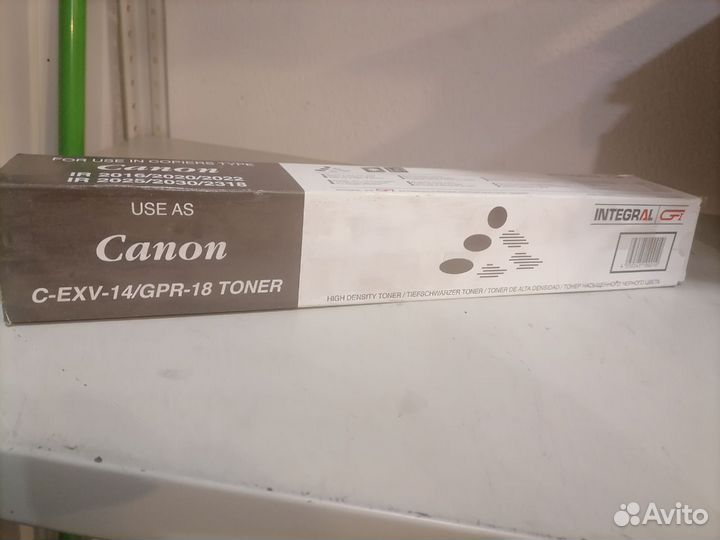 FOR USE IN COPIERS TYPE
Canon
IR 2016/2020/2022
IR 2025/2030/2318
USE AS
Canon
C-EXV-14/GPR-18 TONER
INTEGRAL
HIGH DENSITY TONER / TIEFSCHWARZER TONER / TONER DE ALTA DENSIDAD / ТОНЕР НАСЫЩЕННОГО ЧЕРНОГО ЦВЕТА
Avito